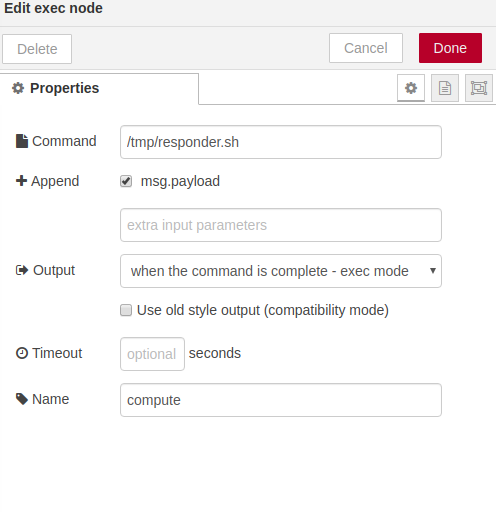 Edit exec node
Delete
Cancel
Done
Properties
Command
/tmp/responder.sh
Append
msg.payload
extra input parameters
Output
when the command is complete - exec mode
Use old style output (compatibility mode)
Timeout
optional
seconds
Name
compute